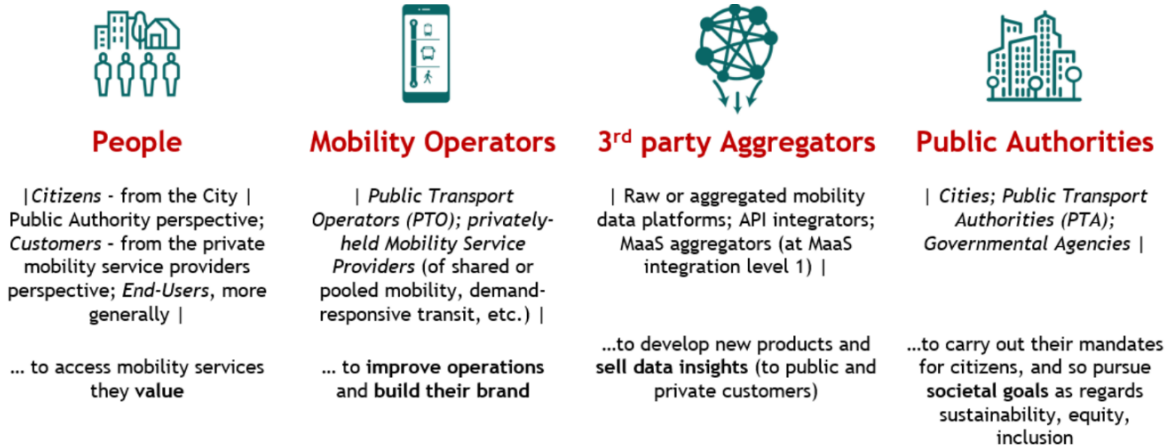 People
|Citizens - from the City |
Public Authority perspective;
Customers - from the private
mobility service providers
perspective; End-Users, more
generally |
... to access mobility services
they value
Mobility Operators
| Public Transport
Operators (PTO); privately-
held Mobility Service
Providers (of shared or
pooled mobility, demand-
responsive transit, etc.) |
... to improve operations
and build their brand
3rd party Aggregators
| Raw or aggregated mobility
data platforms; API integrators;
MaaS aggregators (at MaaS
integration level 1) |
...to develop new products and
sell data insights (to public and
private customers)
Public Authorities
| Cities; Public Transport
Authorities (PTA);
Governmental Agencies |
...to carry out their mandates
for citizens, and so pursue
societal goals as regards
sustainability, equity,
inclusion